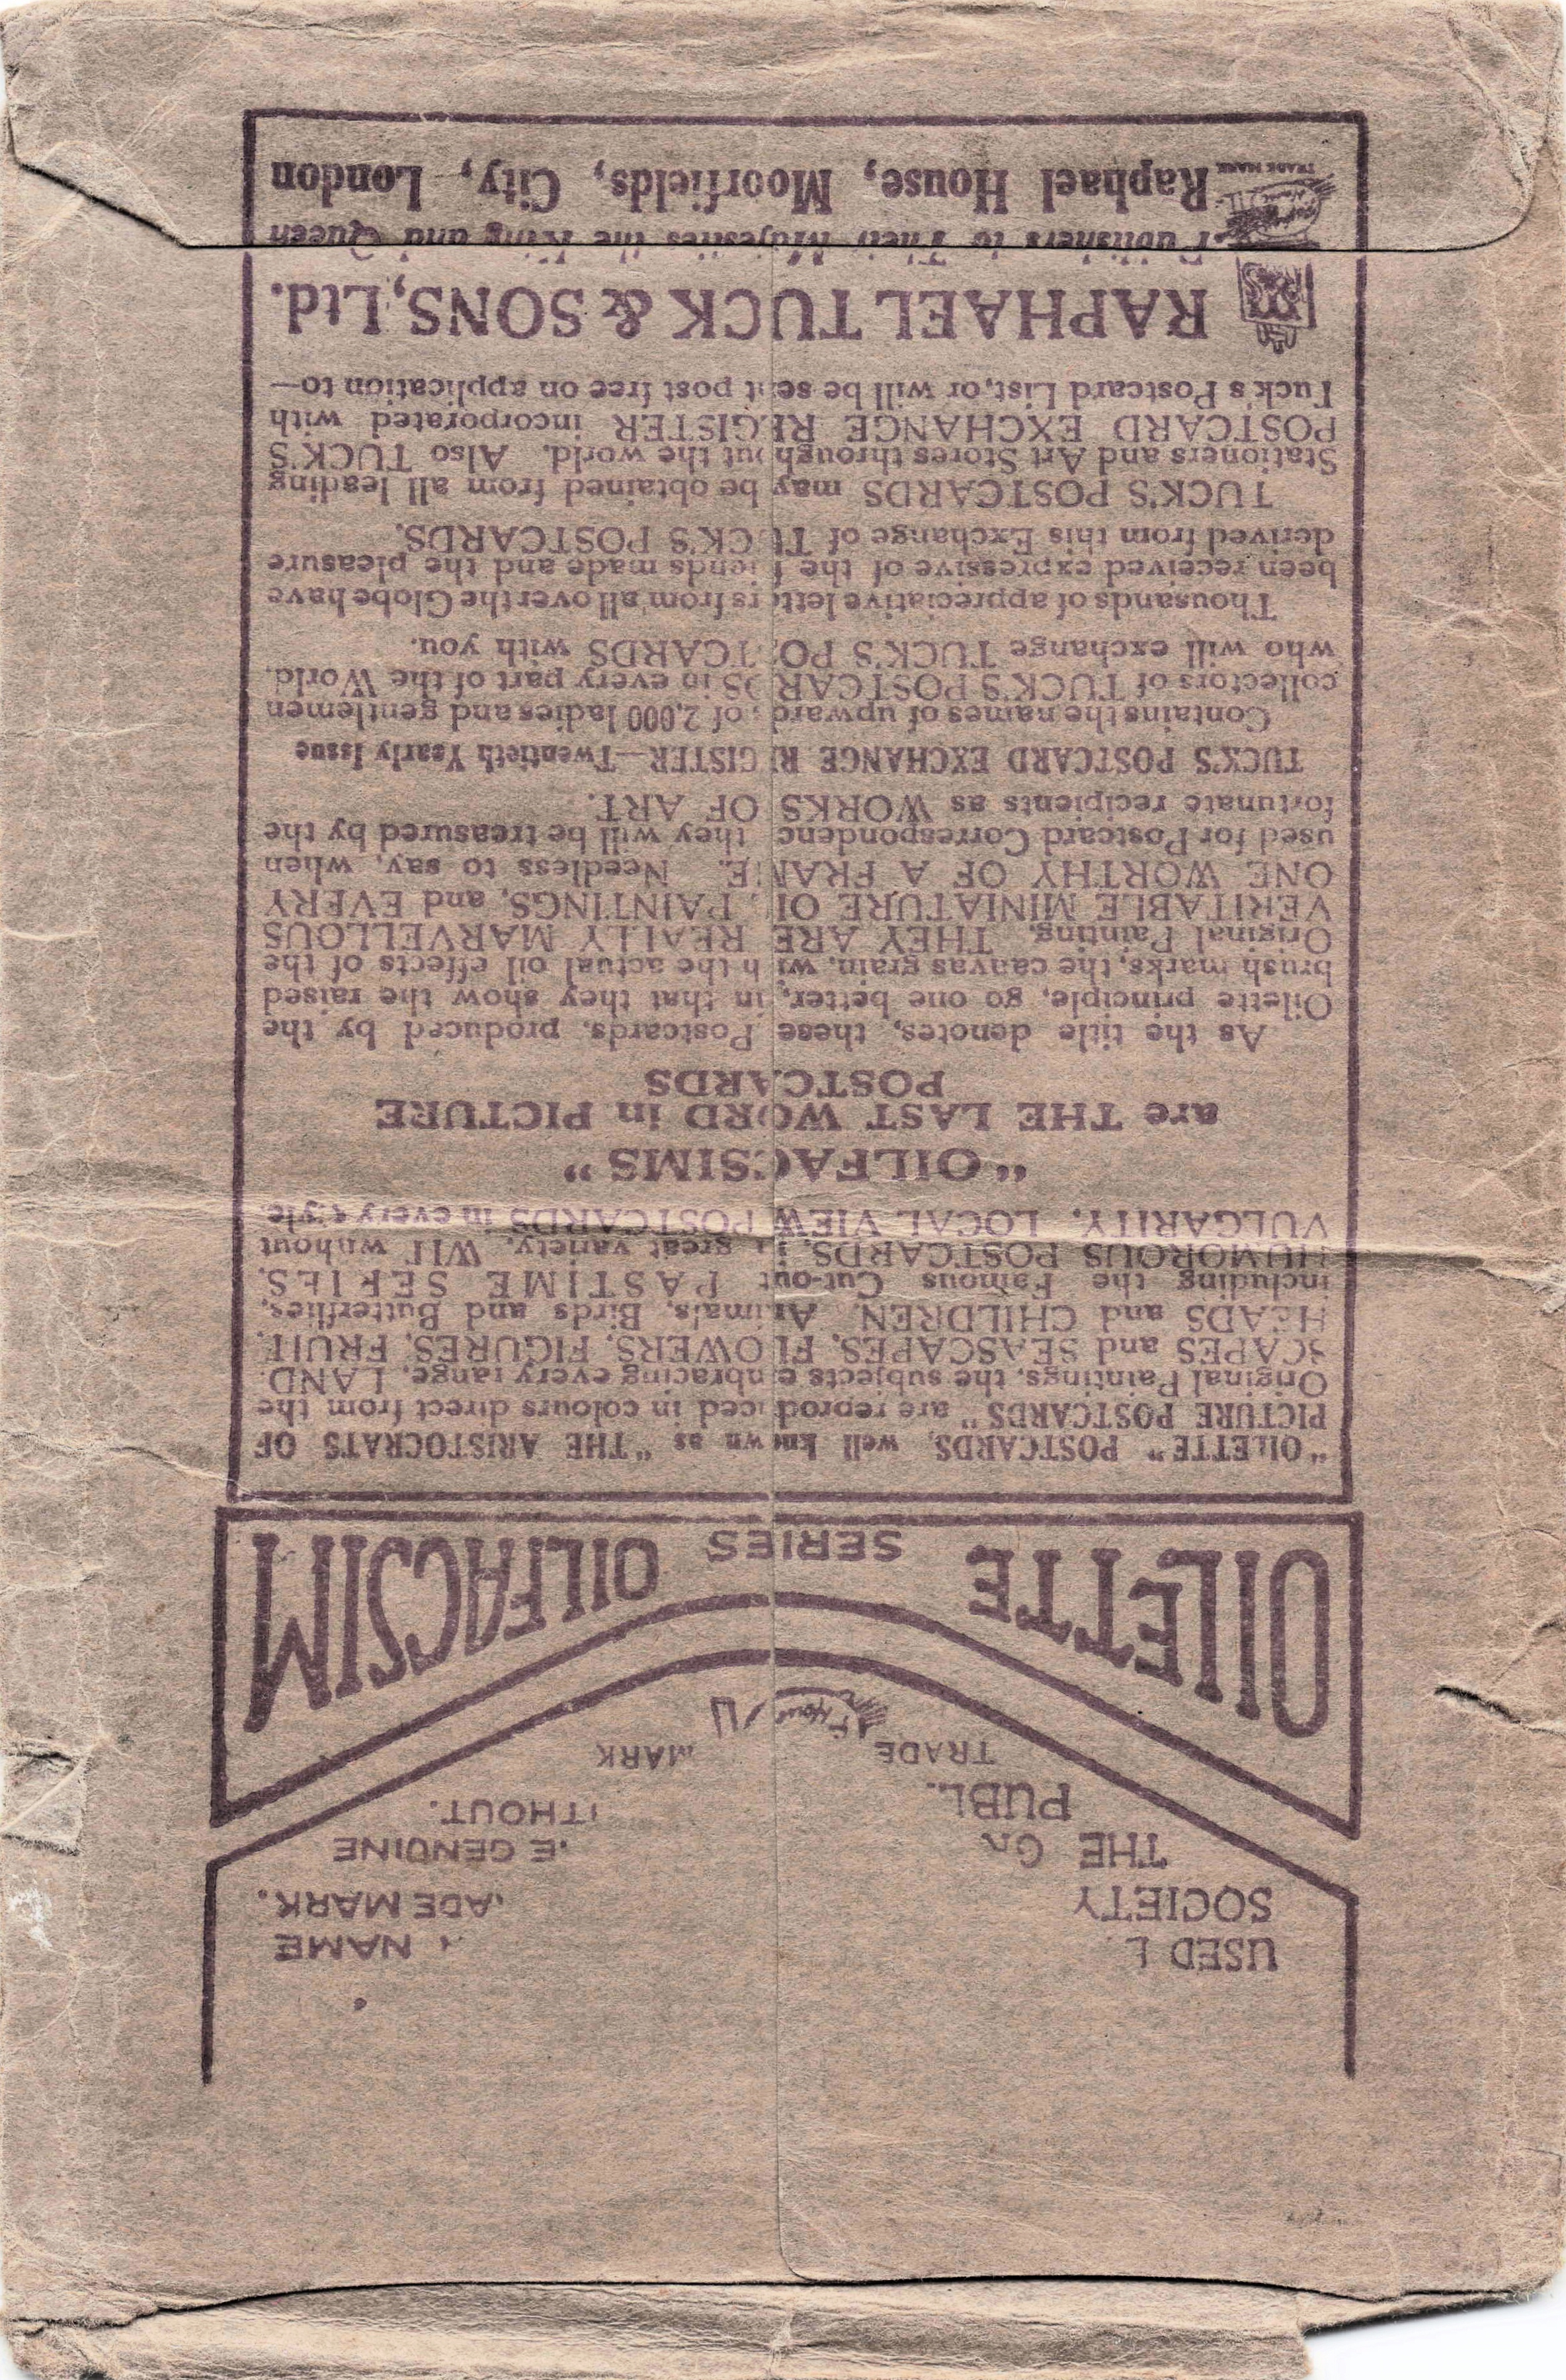 USED NAME
SOCIETY ADE MARK.
THE E GENUINE
PUBL. ITHOUT.
TRADE MARK
OILETTE SERIES OILFACSIM
"OILETTE" POSTCARDS, well known as "THE ARISTOCRATS OF
PICTURE POSTCARDS" are reproduced in colours direct from the
Original Paintings, the subjects embracing every range, LAND-
SCAPES and SEASCAPES, FLOWERS, FIGURES, FRUIT,
HEADS and CHILDREN, Animals, Birds and Butterflies,
including the Famous Cut-out PASTIME SERIES,
HUMOROUS POSTCARDS, in great variety, WIT without
VULGARITY. LOCAL VIEW POSTCARDS in every style.
"OILFACSIMS"
are THE LAST WORD in PICTURE
POSTCARDS
As the title denotes, these Postcards, produced by the
Oilette principle, go one better, in that they show the raised
brush marks, the canvas grain, with the actual oil effects of the
Original Painting. THEY ARE REALLY MARVELLOUS
VERITABLE MINIATURE OIL PAINTINGS, and EVERY
ONE WORTHY OF A FRAME. Needless to say, when
used for Postcard Correspondence they will be treasured by the
fortunate recipients as WORKS OF ART.
TUCK'S POSTCARD EXCHANGE REGISTER—Twentieth Yearly Issue
Contains the names of upwards of 2,000 ladies and gentlemen
collectors of TUCK'S POSTCARDS in every part of the World,
who will exchange TUCK'S POSTCARDS with you.
Thousands of appreciative letters from all over the Globe have
been received expressive of the friends made and the pleasure
derived from this Exchange of TUCK'S POSTCARDS.
TUCK'S POSTCARDS may be obtained from all leading
Stationers and Art Stores throughout the world. Also TUCK'S
POSTCARD EXCHANGE REGISTER incorporated with
Tuck's Postcard List, or will be sent post free on application to—
RAPHAEL TUCK & SONS, Ltd.
Publishers to Their Majesties the King and Queen
Raphael House, Moorfields, City, London
TRADE MARK